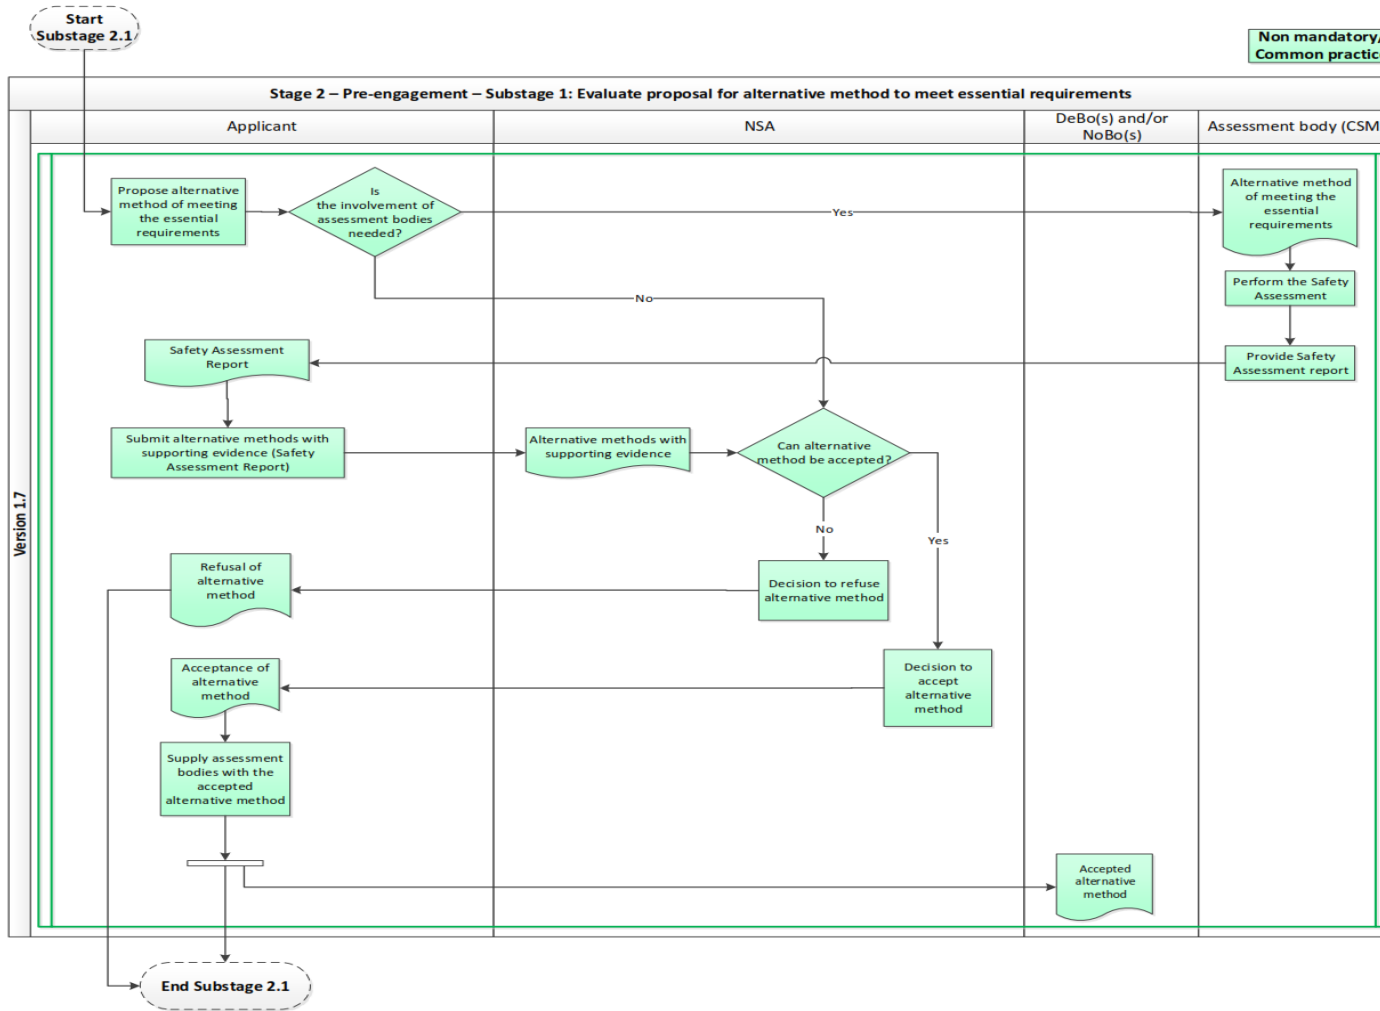 Start
Substage 2.1
Non mandatory/
Common practic
Stage 2 – Pre-engagement – Substage 1: Evaluate proposal for alternative method to meet essential requirements
Version 1.7
Applicant
NSA
DeBo(s) and/or
NoBo(s)
Assessment body (CSM
Propose alternative
method of meeting
the essential
requirements
Is
the involvement of
assessment bodies
needed?
Yes
Alternative method
of meeting the
essential
requirements
Perform the Safety
Assessment
No
Safety Assessment
Report
Provide Safety
Assessment report
Submit alternative methods with
supporting evidence (Safety
Assessment Report)
Alternative methods with
supporting evidence
Can alternative
method be accepted?
No
Yes
Refusal of
alternative
method
Decision to refuse
alternative method
Acceptance of
alternative
method
Decision to
accept
alternative
method
Supply assessment
bodies with the
accepted
alternative method
Accepted
alternative
method
End Substage 2.1